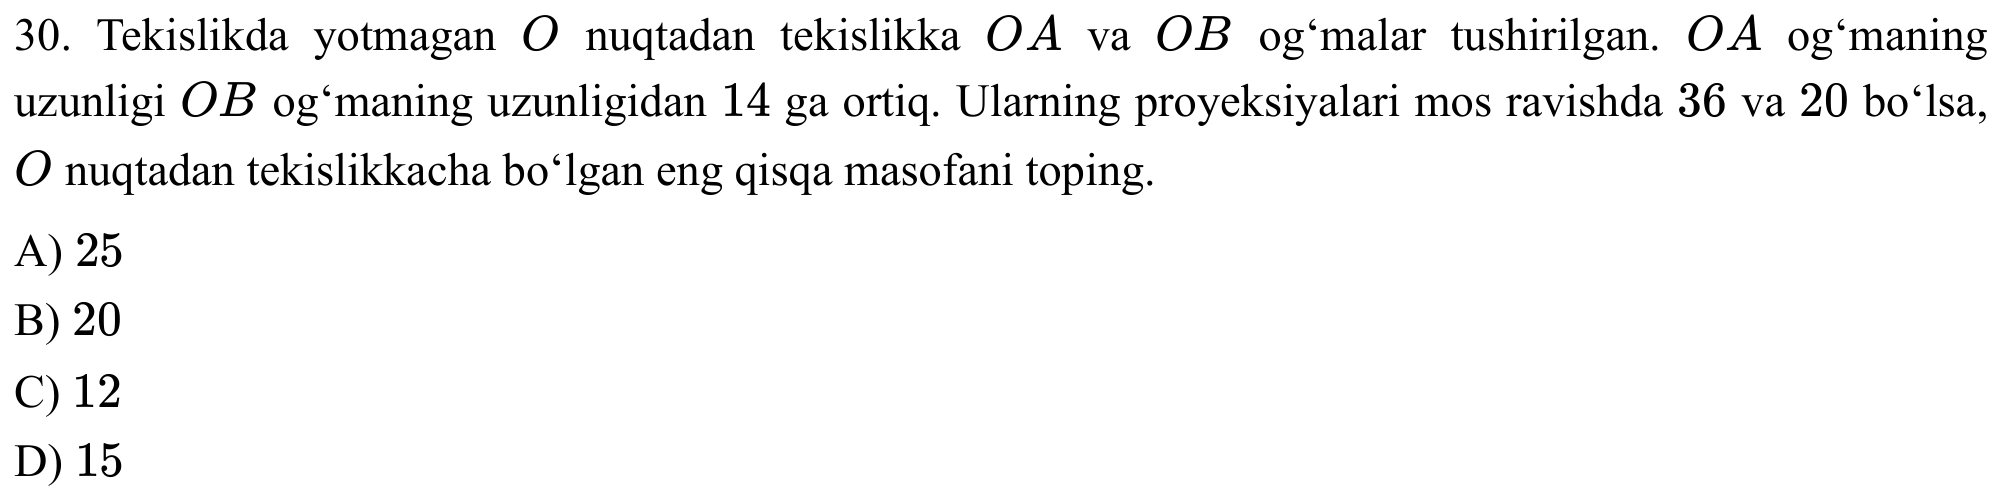 30. Tekislikda yotmagan O nuqtadan tekislikka OA va OB og‘malar tushirilgan. OA og‘maning
uzunligi OB og‘maning uzunligidan 14 ga ortiq. Ularning proyeksiyalari mos ravishda 36 va 20 bo‘lsa,
O nuqtadan tekislikkacha bo‘lgan eng qisqa masofani toping.
A) 25
B) 20
C) 12
D) 15